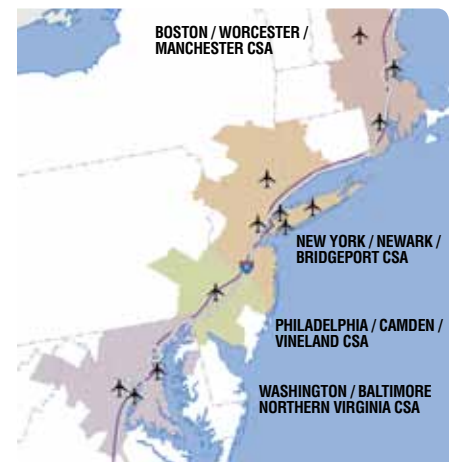 BOSTON / WORCESTER /
MANCHESTER CSA
NEW YORK / NEWARK /
BRIDGEPORT CSA
PHILADELPHIA / CAMDEN /
VINELAND CSA
WASHINGTON / BALTIMORE
NORTHERN VIRGINIA CSA